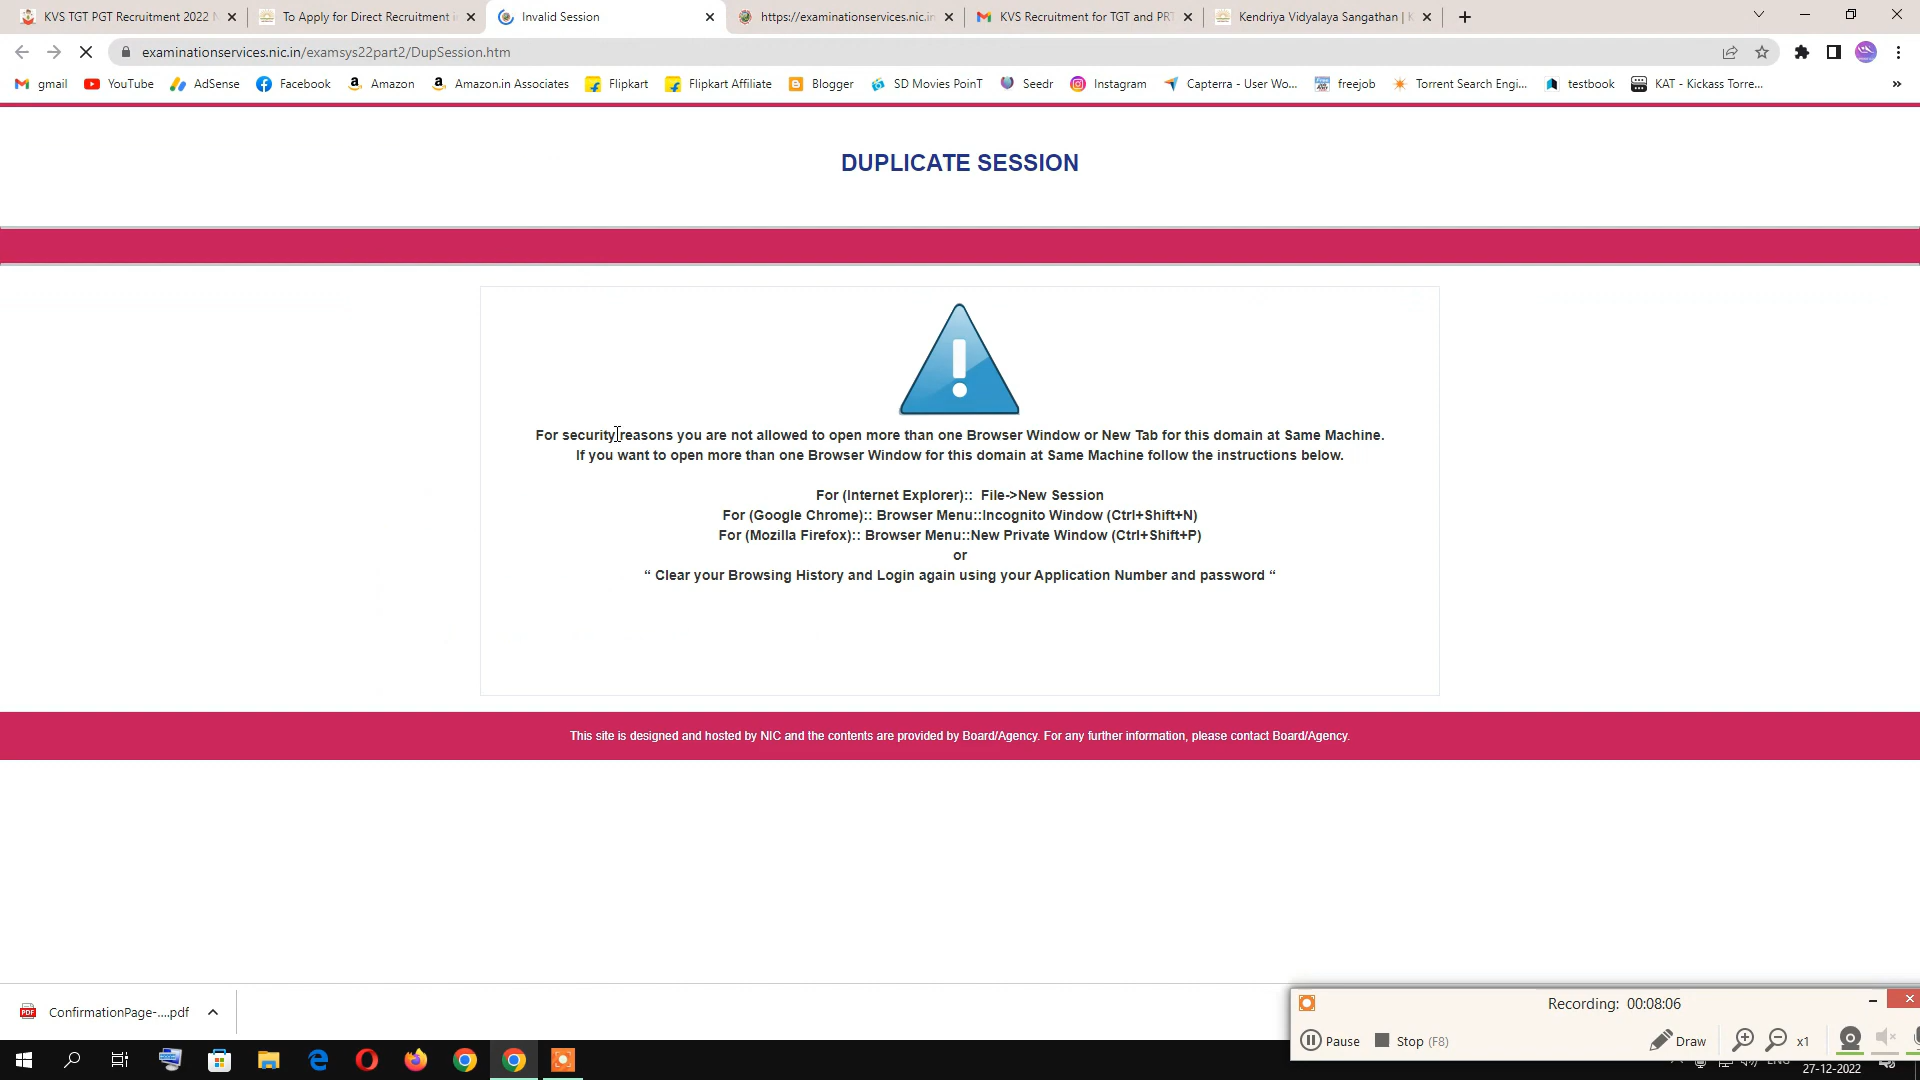 KVS TGT PGT Recruitment 2022 N
To Apply for Direct Recruitment i
Invalid Session
https://examinationservices.nic.in
KVS Recruitment for TGT and PRT
Kendriya Vidyalaya Sangathan | K
examinationservices.nic.in/examsys22part2/DupSession.htm
gmail
YouTube
AdSense
Facebook
Amazon
Amazon.in Associates
Flipkart
Flipkart Affiliate
Blogger
SD Movies PoinT
Seedr
Instagram
Capterra - User Wo...
freejob
Torrent Search Engi...
testbook
KAT - Kickass Torre...
»
DUPLICATE SESSION
For security reasons you are not allowed to open more than one Browser Window or New Tab for this domain at Same Machine.
If you want to open more than one Browser Window for this domain at Same Machine follow the instructions below.
For (Internet Explorer):: File->New Session
For (Google Chrome):: Browser Menu::Incognito Window (Ctrl+Shift+N)
For (Mozilla Firefox):: Browser Menu::New Private Window (Ctrl+Shift+P)
or
“ Clear your Browsing History and Login again using your Application Number and password “
This site is designed and hosted by NIC and the contents are provided by Board/Agency. For any further information, please contact Board/Agency.
PDF
ConfirmationPage-....pdf
Recording: 00:08:06
Pause
Stop (F8)
Draw
x1
27-12-2022